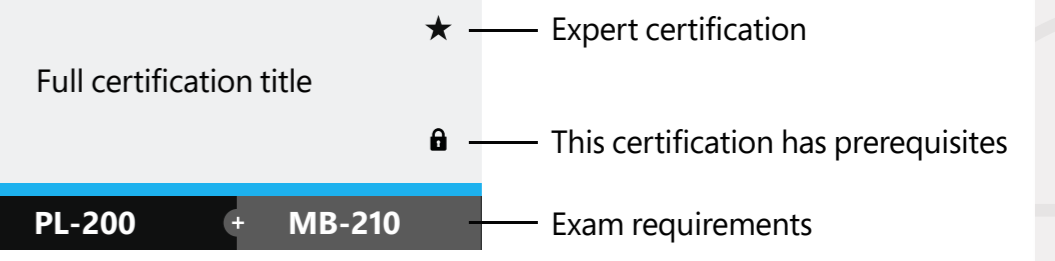 Expert certification
Full certification title
This certification has prerequisites
PL-200 + MB-210 Exam requirements